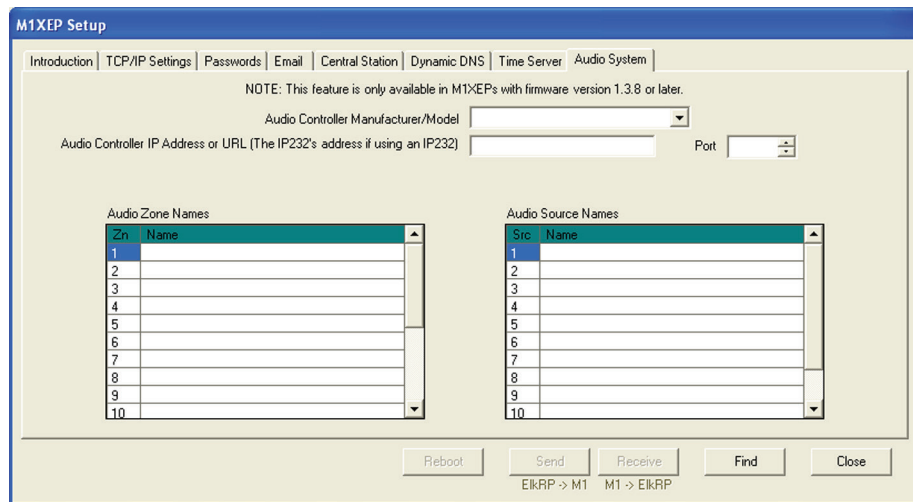 M1XEP Setup
Introduction TCP/IP Settings Passwords Email Central Station Dynamic DNS Time Server Audio System
NOTE: This feature is only available in M1XEPs with firmware version 1.3.8 or later.
Audio Controller Manufacturer/Model
Audio Controller IP Address or URL (The IP232's address if using an IP232) Port
Audio Zone Names Audio Source Names
Zn Name Src Name
1 1
2 2
3 3
4 4
5 5
6 6
7 7
8 8
9 9
10 10
Reboot Send Receive Find Close
ElkRP -> M1 M1 -> ElkRP